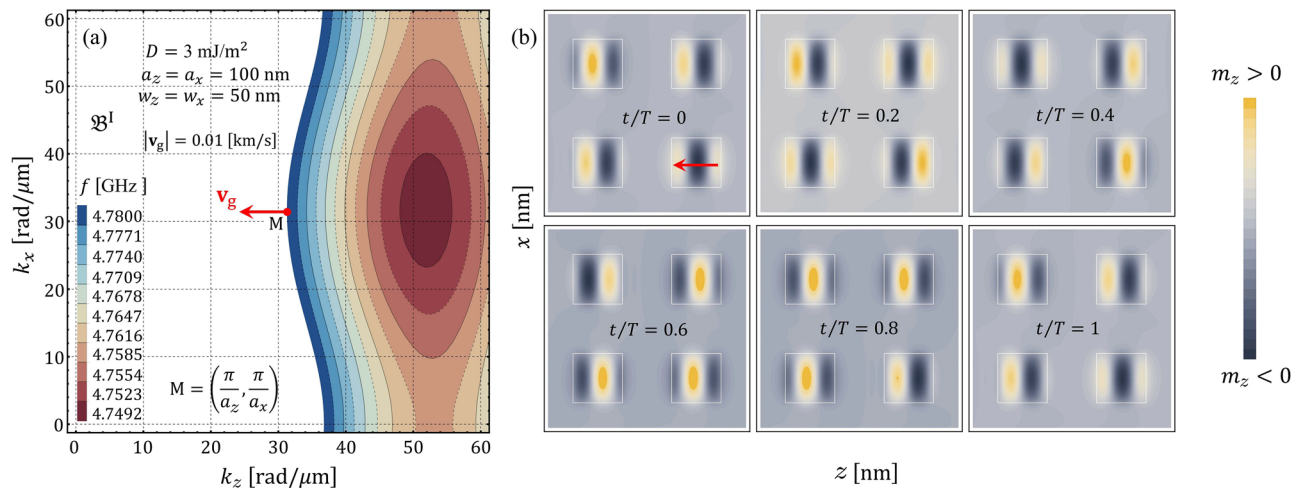 (a)
D = 3 mJ/m²
a_z = a_x = 100 nm
w_z = w_x = 50 nm
𝔅^I
|v_g| = 0.01 [km/s]
f [GHz]
4.7800
4.7771
4.7740
4.7709
4.7678
4.7647
4.7616
4.7585
4.7554
4.7523
4.7492
v_g
M
M = (π/a_z, π/a_x)
k_x [rad/μm]
60
50
40
30
20
10
0
0 10 20 30 40 50 60
k_z [rad/μm]
(b)
t/T = 0
t/T = 0.2
t/T = 0.4
t/T = 0.6
t/T = 0.8
t/T = 1
x [nm]
z [nm]
m_z > 0
m_z < 0